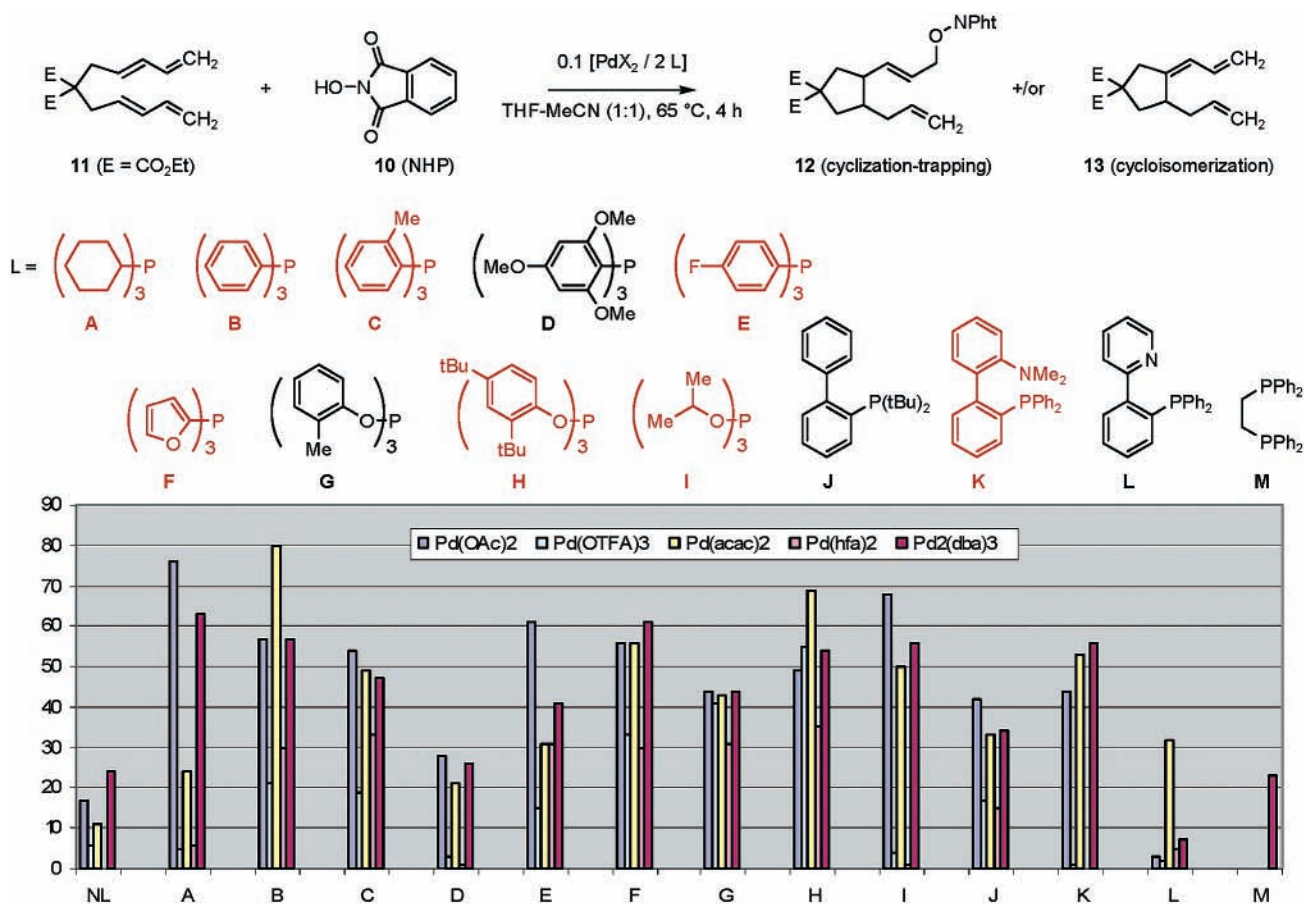 E E CH2 CH2
+
HO-N O O
0.1 [PdX2 / 2 L]
THF-MeCN (1:1), 65 °C, 4 h
E E O NPht CH2
+/or
E E CH2 CH2
11 (E = CO2Et)
10 (NHP)
12 (cyclization-trapping)
13 (cycloisomerization)
L =
( )3 P
( )3 P
Me ( )3 P
OMe MeO OMe ( )3 P
F ( )3 P
A B C D E
O ( )3 P
Me O ( )3 P
tBu tBu O ( )3 P
Me Me O ( )3 P
P(tBu)2
NMe2 PPh2
N PPh2
PPh2 PPh2
F G H I J K L M
Pd(OAc)2 Pd(OTFA)3 Pd(acac)2 Pd(hfa)2 Pd2(dba)3
90
80
70
60
50
40
30
20
10
0
NL A B C D E F G H I J K L M